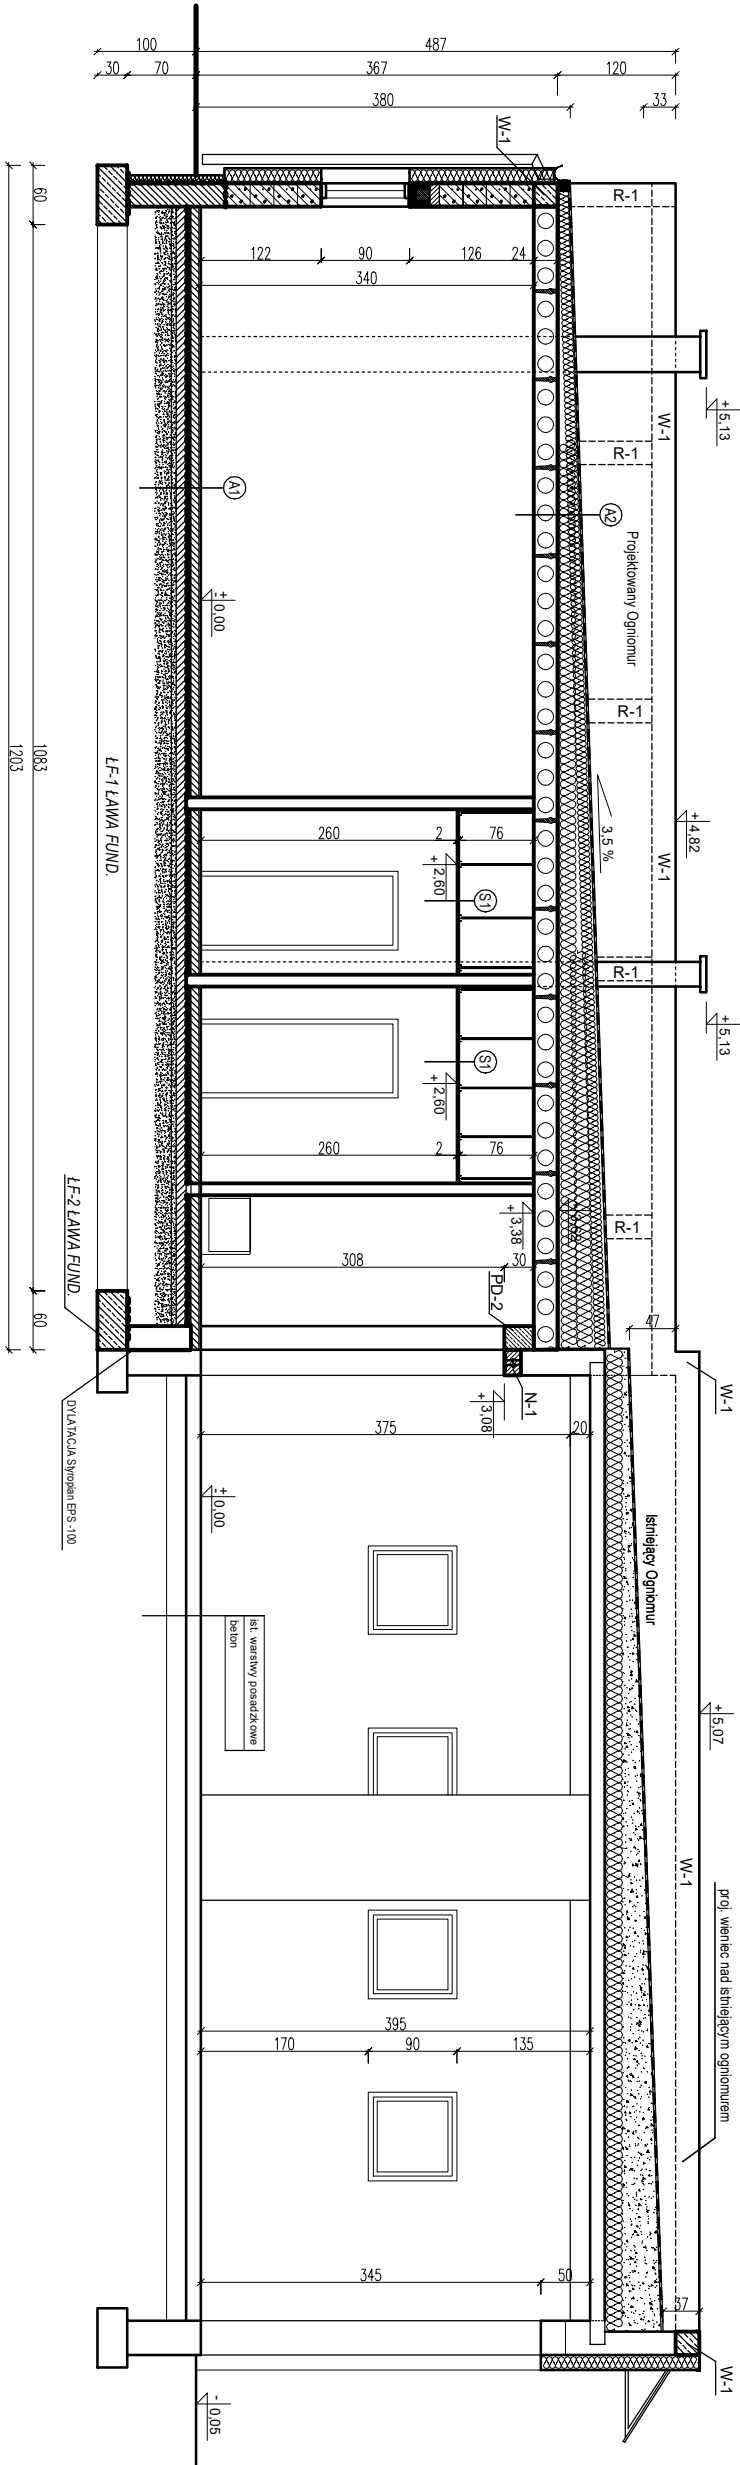 100
487
30
70
367
120
380
33
W-1
60
1083
1203
60
R-1
122
90
126
24
340
+ 5,13
W-1
R-1
A1
A2
Projektowany Ogniomur
+
- 0,00
R-1
ŁF-1 ŁAWA FUND.
3,5 %
+ 4,82
W-1
260
2
76
+ 2,60
S1
R-1
+ 5,13
S1
+ 2,60
260
2
76
ŁF-2 ŁAWA FUND.
+ 3,38
R-1
308
30
PD-2
47
DYLATACJA Styropian EPS -100
N-1
+ 3,08
W-1
375
20
+
- 0,00
Istniejący Ogniomur
ist. warstwy posadzkowe
beton
+ 5,07
W-1
proj. wieniec nad istniejącym ogniomurem
395
170
90
135
345
50
37
W-1
- 0,05